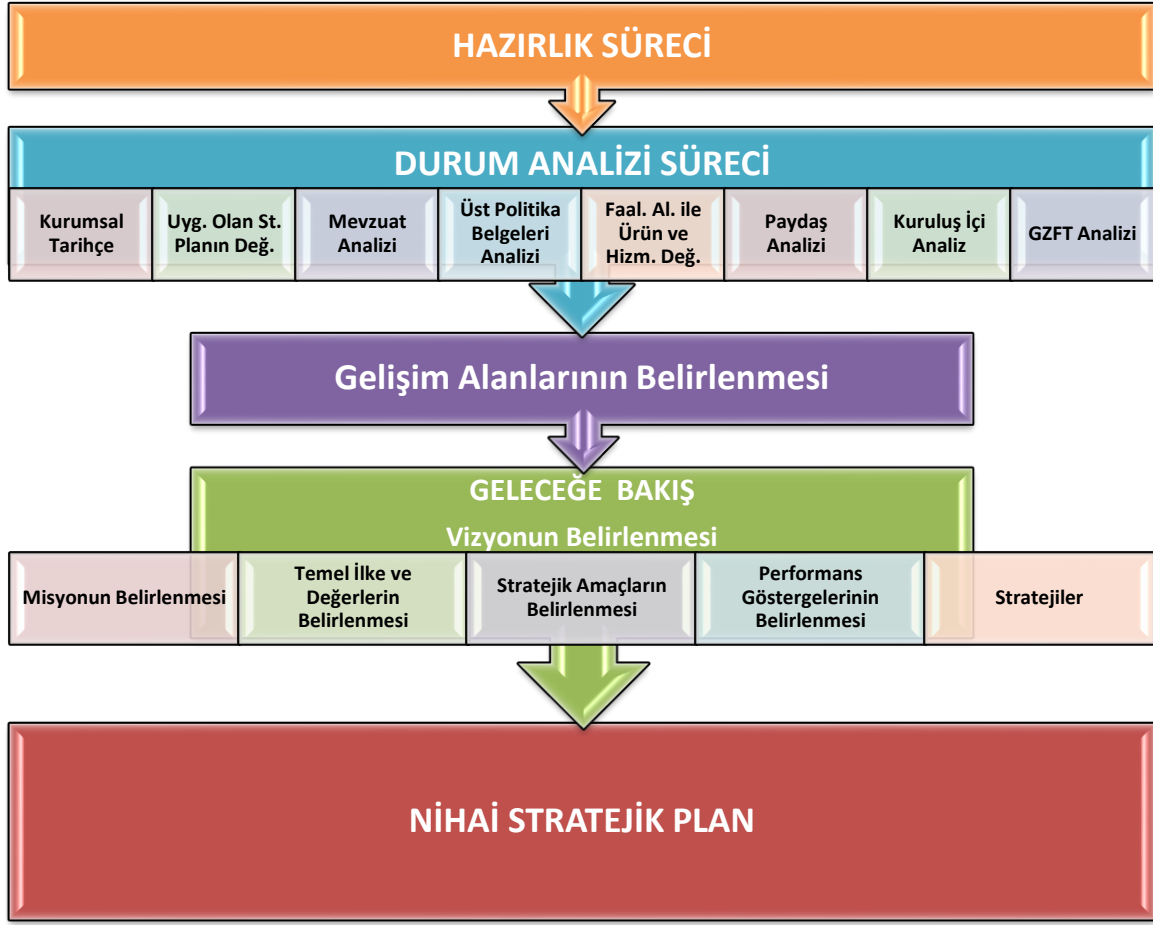 HAZIRLIK SÜRECİ
DURUM ANALİZİ SÜRECİ
Kurumsal
Tarihçe
Uyg. Olan St.
Planın Değ.
Mevzuat
Analizi
Üst Politika
Belgeleri
Analizi
Faal. Al. ile
Ürün ve
Hizm. Değ.
Paydaş
Analizi
Kuruluş İçi
Analiz
GZFT Analizi
Gelişim Alanlarının Belirlenmesi
GELECEĞE BAKIŞ
Vizyonun Belirlenmesi
Misyonun Belirlenmesi
Temel İlke ve
Değerlerin
Belirlenmesi
Stratejik Amaçların
Belirlenmesi
Performans
Göstergelerinin
Belirlenmesi
Stratejiler
NİHAİ STRATEJİK PLAN